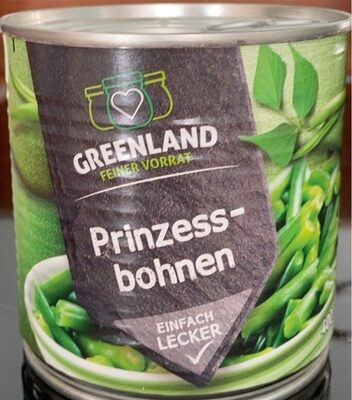 GREENLAND
FEINER VORRAT
Prinzess-
bohnen
EINFACH
LECKER